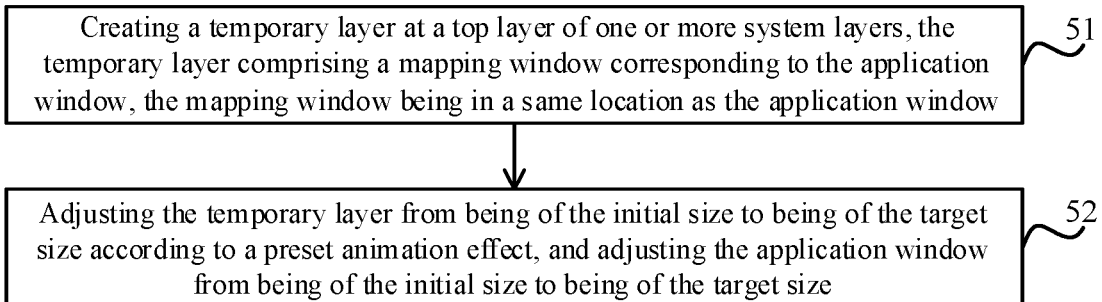 Creating a temporary layer at a top layer of one or more system layers, the
temporary layer comprising a mapping window corresponding to the application
window, the mapping window being in a same location as the application window
51
Adjusting the temporary layer from being of the initial size to being of the target
size according to a preset animation effect, and adjusting the application window
from being of the initial size to being of the target size
52